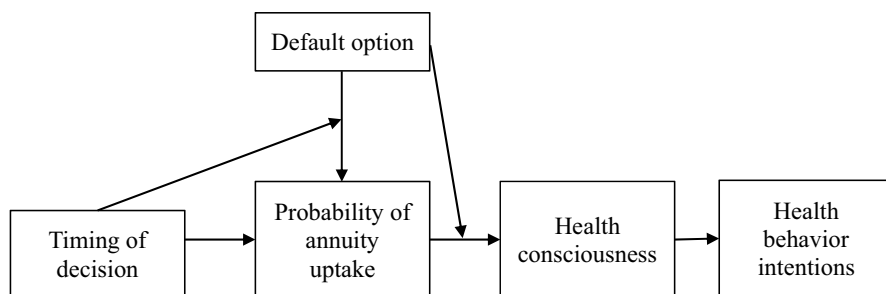 Default option
Timing of
decision
Probability of
annuity
uptake
Health
consciousness
Health
behavior
intentions